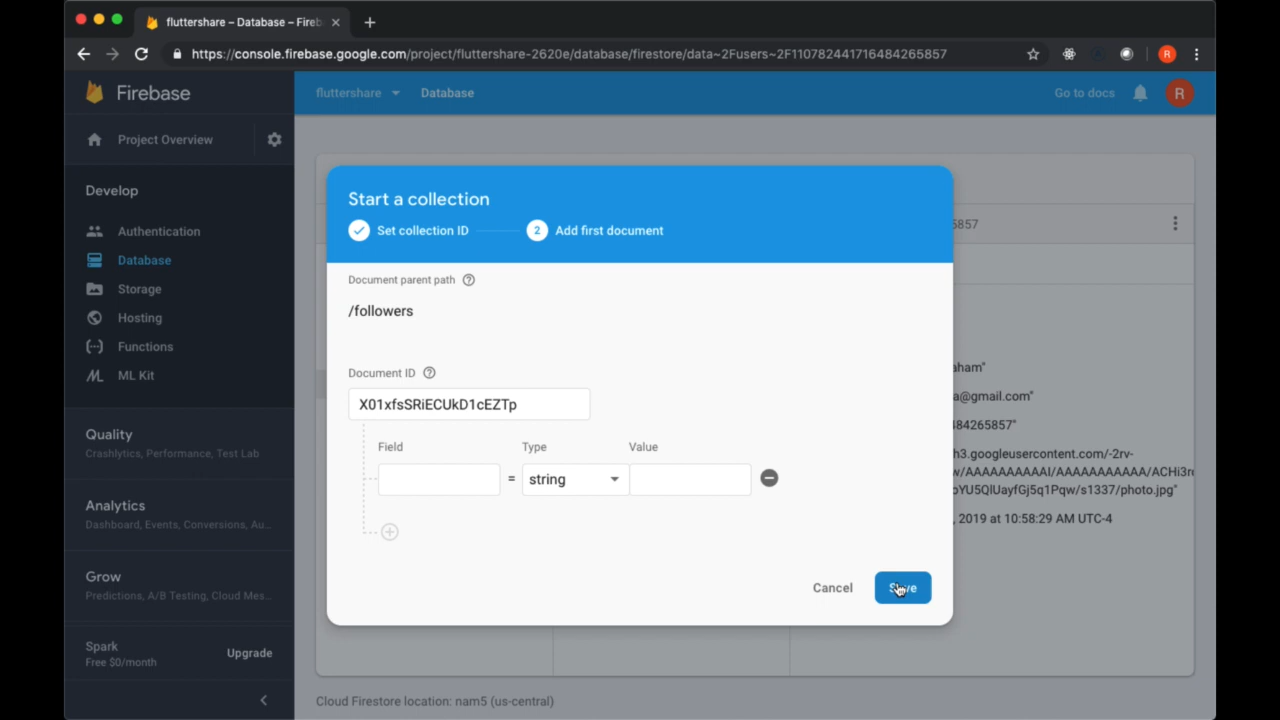 fluttershare – Database – Fireb
https://console.firebase.google.com/project/fluttershare-2620e/database/firestore/data~2Fusers~2F110782441716484265857
R
Firebase
fluttershare
Database
Go to docs
R
Project Overview
Develop
Authentication
Database
Storage
Hosting
Functions
ML Kit
Quality
Crashlytics, Performance, Test Lab
Analytics
Dashboard, Events, Conversions, Au...
Grow
Predictions, A/B Testing, Cloud Mes...
Spark
Free $0/month
Upgrade
Start a collection
Set collection ID
2 Add first document
Document parent path
/followers
Document ID
X01xfsSRiECUkD1cEZTp
Field Type Value
= string
Cancel
5857
aham"
a@gmail.com"
484265857"
h3.googleusercontent.com/-2rv-
w/AAAAAAAAAAI/AAAAAAAAAAA/ACHi3r
oYU5QlUayfGj5q1Pqw/s1337/photo.jpg"
, 2019 at 10:58:29 AM UTC-4
Cloud Firestore location: nam5 (us-central)